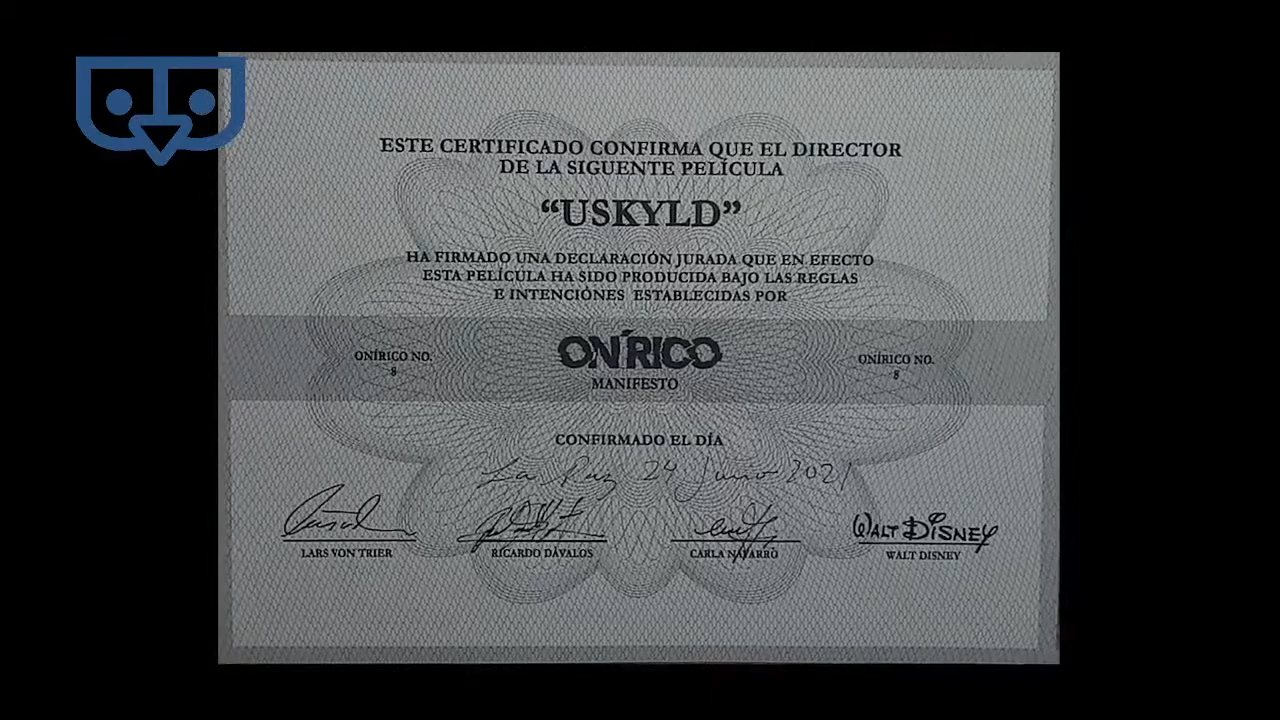 ESTE CERTIFICADO CONFIRMA QUE EL DIRECTOR
DE LA SIGUENTE PELÍCULA
“USKYLD”
HA FIRMADO UNA DECLARACIÓN JURADA QUE EN EFECTO
ESTA PELÍCULA HA SIDO PRODUCIDA BAJO LAS REGLAS
E INTENCIÓNES ESTABLECIDAS POR
ONÍRICO NO.
8
ONÍRICO
MANIFESTO
ONÍRICO NO.
8
CONFIRMADO EL DÍA
La Paz 24 Junio 2021
LARS VON TRIER
RICARDO DÁVALOS
CARLA NAVARRO
WALT DISNEY
WALT DISNEY